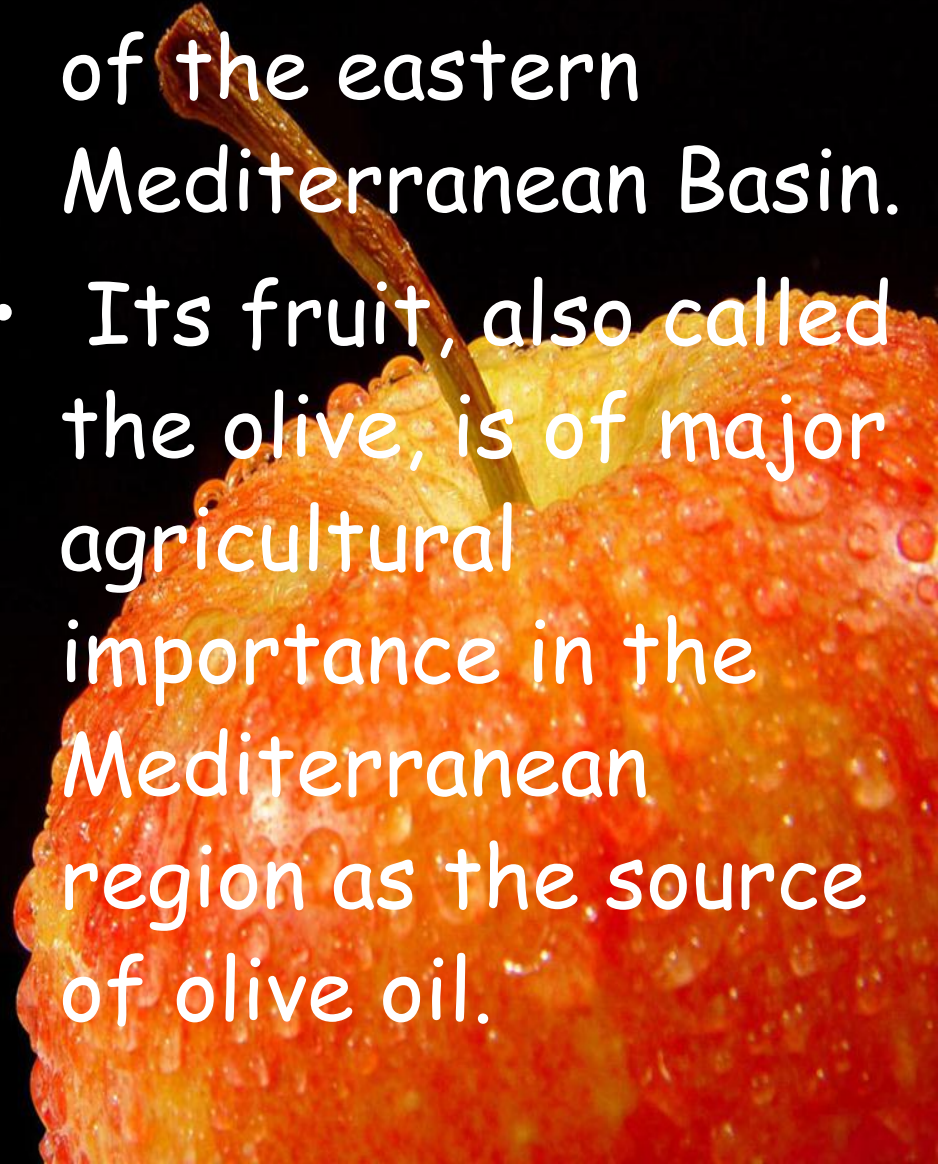 of the eastern
Mediterranean Basin.
• Its fruit, also called
the olive, is of major
agricultural
importance in the
Mediterranean
region as the source
of olive oil.